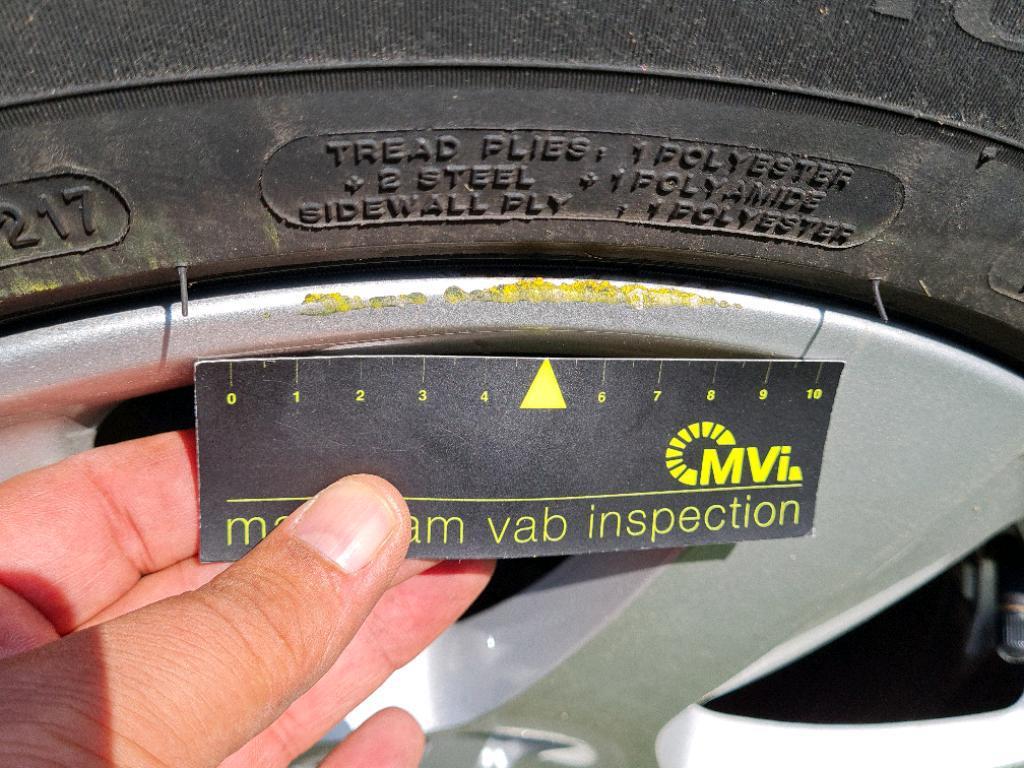 TREAD PLIES: 1 POLYESTER
+ 2 STEEL + 1 POLYAMIDE
SIDEWALL PLY : 1 POLYESTER
217
0 1 2 3 4 6 7 8 9 10
MVi
vab inspection